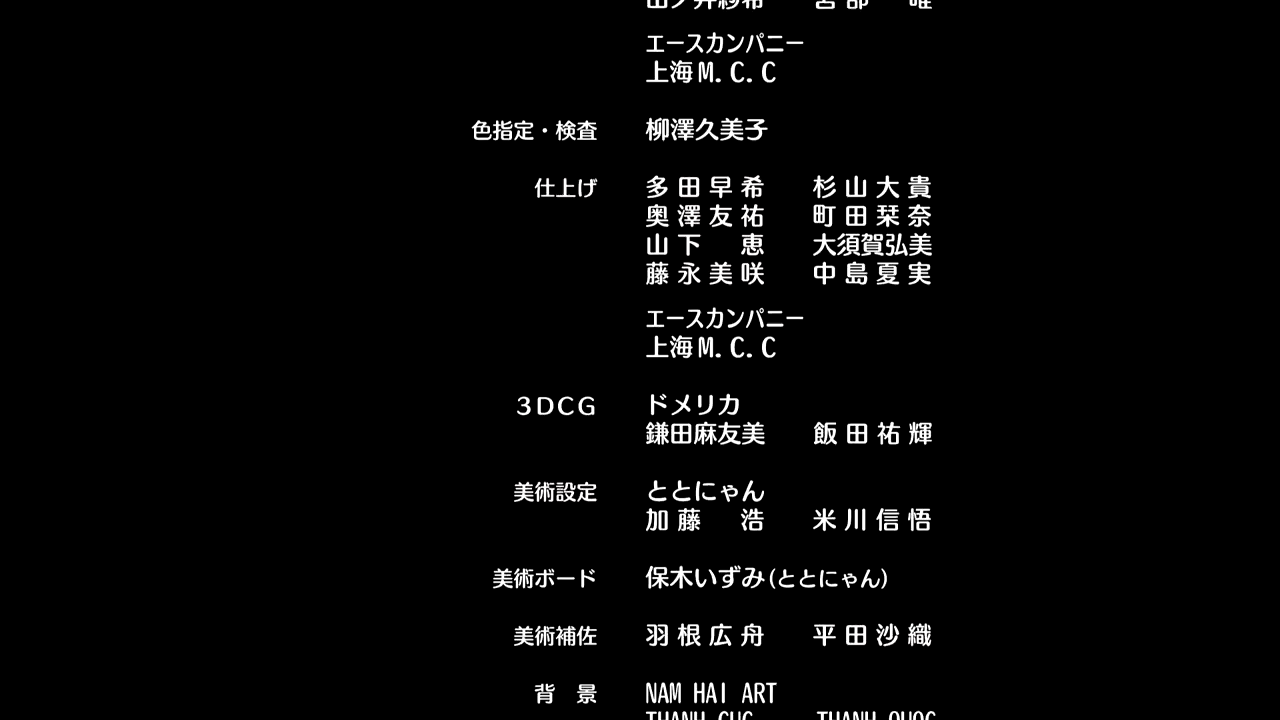 エースカンパニー
上海M.C.C
色指定・検査 柳澤久美子
仕上げ 多田早希 杉山大貴
奥澤友祐 町田栞奈
山下 恵 大須賀弘美
藤永美咲 中島夏実
エースカンパニー
上海M.C.C
3DCG ドメリカ
鎌田麻友美 飯田祐輝
美術設定 ととにゃん
加藤 浩 米川信悟
美術ボード 保木いずみ(ととにゃん)
美術補佐 羽根広舟 平田沙織
背 景 NAM HAI ART